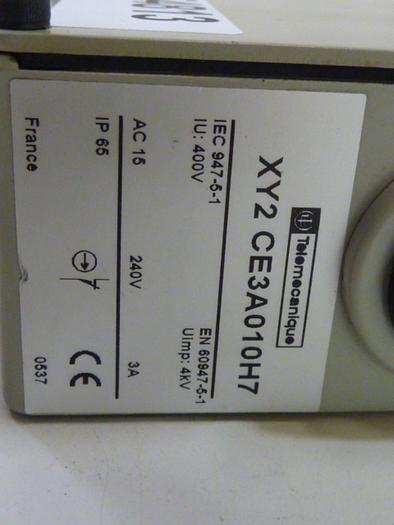 Telemecanique
XY2 CE3A010H7
IEC 947-5-1 EN 60947-5-1
IU: 400V Uimp: 4kV
AC 15 240V 3A
IP 65 CE
France 0537